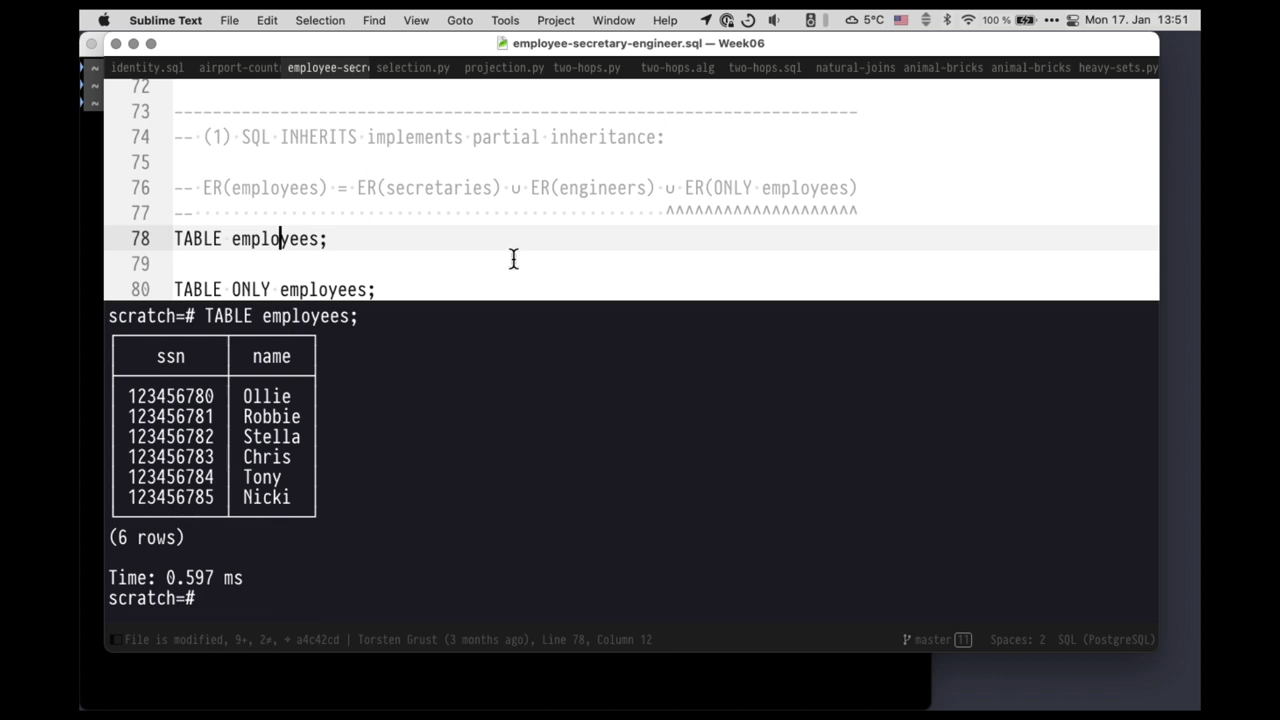 Sublime Text File Edit Selection Find View Goto Tools Project Window Help 5°C 100 % Mon 17. Jan 13:51
employee-secretary-engineer.sql — Week06
identity.sql airport-count employee-secre selection.py projection.py two-hops.py two-hops.alg two-hops.sql natural-joins animal-bricks animal-bricks heavy-sets.py
~
~
~
72
73 -----------------------------------------------------------------------
74 -- (1) SQL INHERITS implements partial inheritance:
75
76 -- ER(employees) = ER(secretaries) ∪ ER(engineers) ∪ ER(ONLY employees)
77 -- ^^^^^^^^^^^^^^^^^^^^
78 TABLE employees;
79
80 TABLE ONLY employees;
scratch=# TABLE employees;
ssn name
123456780 Ollie
123456781 Robbie
123456782 Stella
123456783 Chris
123456784 Tony
123456785 Nicki
(6 rows)
Time: 0.597 ms
scratch=#
File is modified, 9+, 2≠, + a4c42cd | Torsten Grust (3 months ago), Line 78, Column 12 master 11 Spaces: 2 SQL (PostgreSQL)